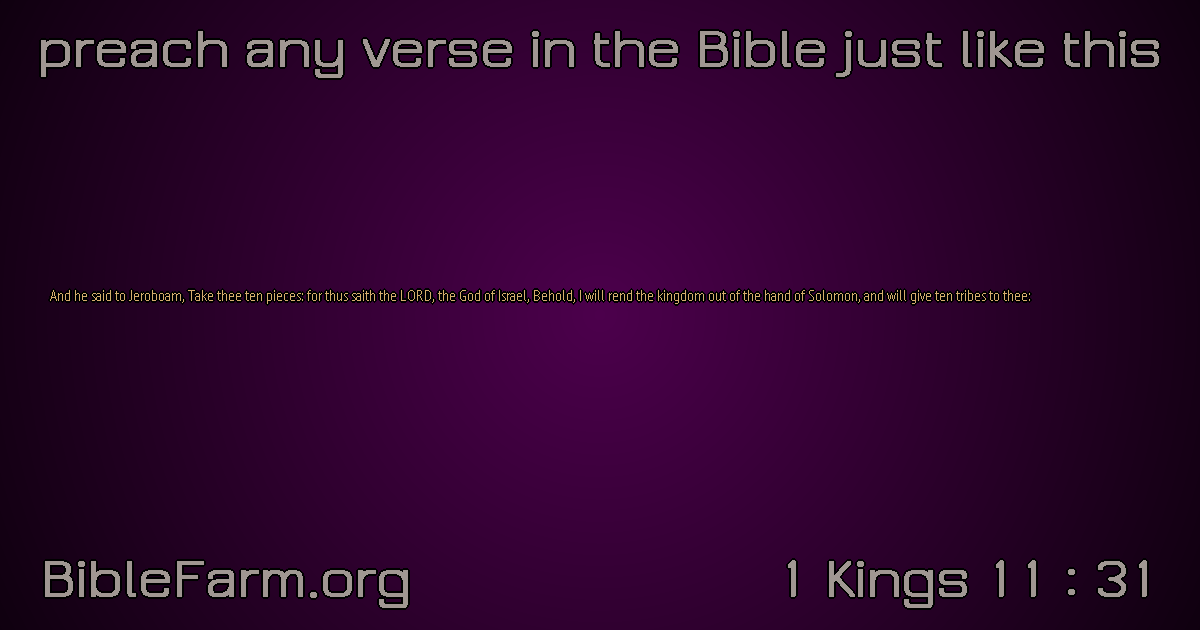 preach any verse in the Bible just like this
And he said to Jeroboam, Take thee ten pieces: for thus saith the LORD, the God of Israel, Behold, I will rend the kingdom out of the hand of Solomon, and will give ten tribes to thee:
BibleFarm.org
1 Kings 11 : 31